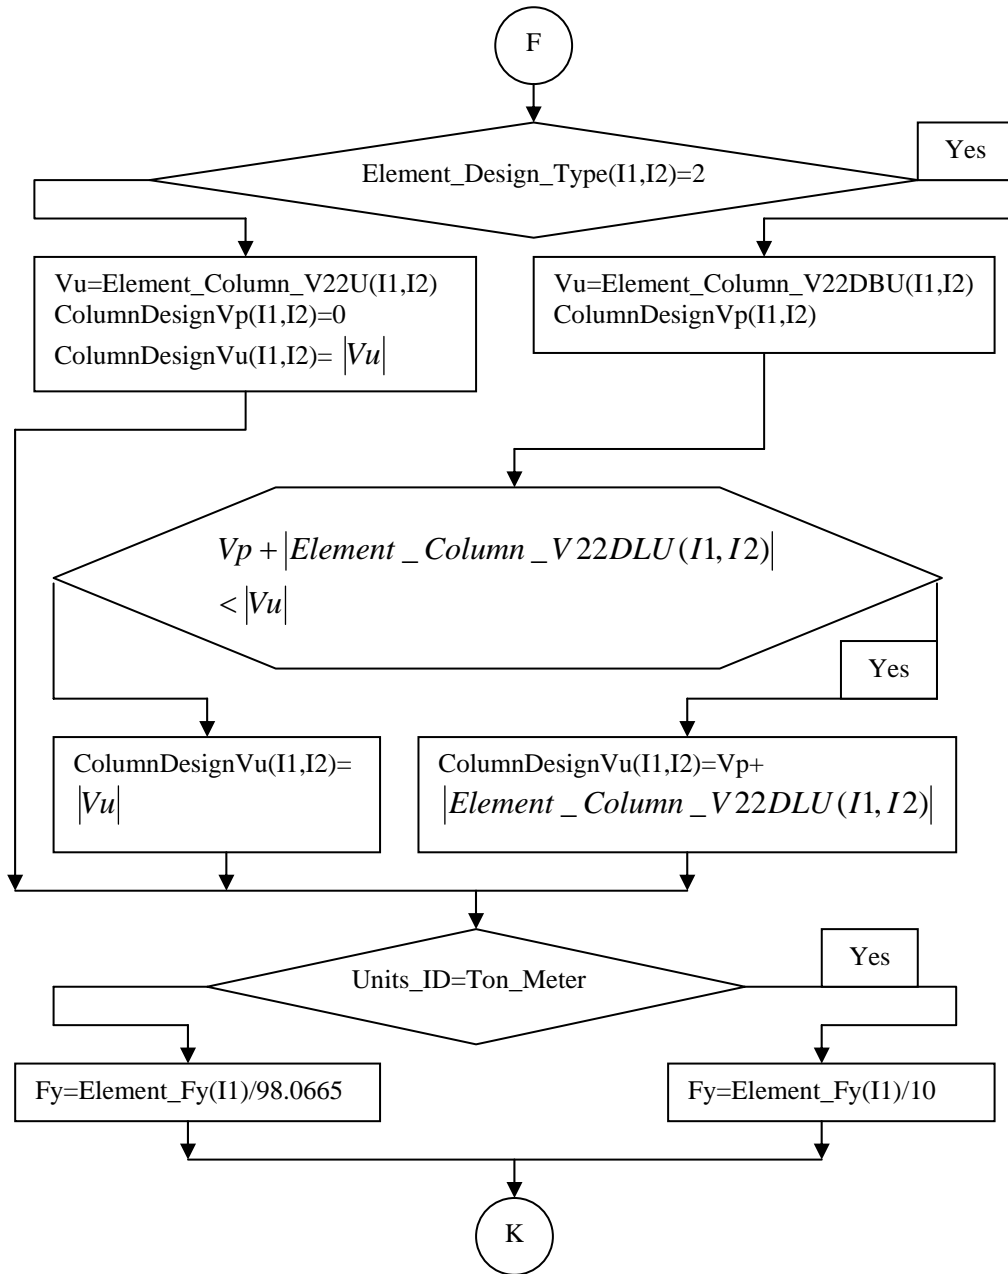 F
Element_Design_Type(I1,I2)=2
Yes
Vu=Element_Column_V22U(I1,I2)
ColumnDesignVp(I1,I2)=0
ColumnDesignVu(I1,I2)= |Vu|
Vu=Element_Column_V22DBU(I1,I2)
ColumnDesignVp(I1,I2)
Vp + |Element _ Column _ V22DLU(I1, I2)|
< |Vu|
Yes
ColumnDesignVu(I1,I2)=
|Vu|
ColumnDesignVu(I1,I2)=Vp+
|Element _ Column _ V22DLU(I1, I2)|
Units_ID=Ton_Meter
Yes
Fy=Element_Fy(I1)/98.0665
Fy=Element_Fy(I1)/10
K